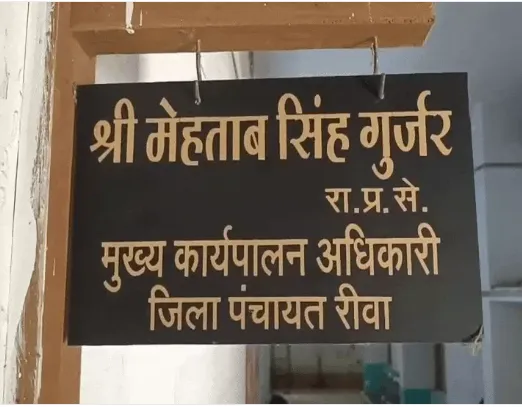 श्री मेहताब सिंह गुर्जर
रा.प्र.से.
मुख्य कार्यपालन अधिकारी
जिला पंचायत रीवा